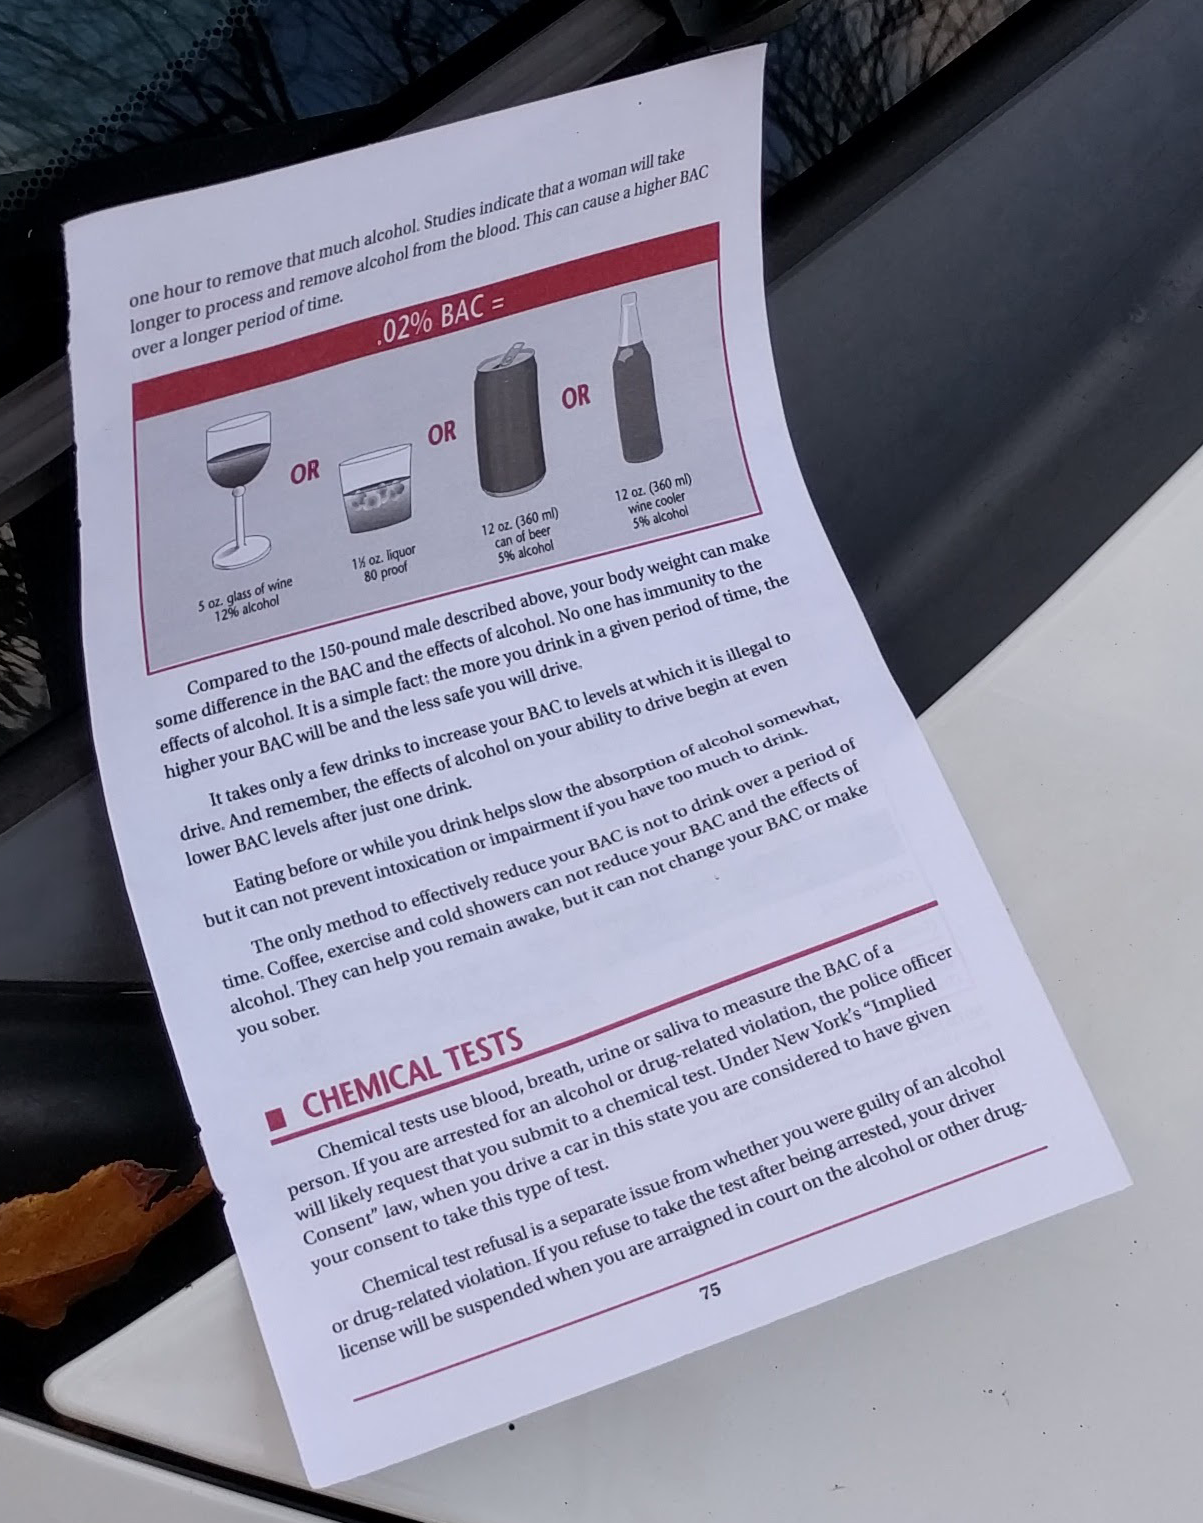 one hour to remove that much alcohol. Studies indicate that a woman will take
longer to process and remove alcohol from the blood. This can cause a higher BAC
over a longer period of time.
.02% BAC =
OR
OR
OR
5 oz. glass of wine
12% alcohol
1½ oz. liquor
80 proof
12 oz. (360 ml)
can of beer
5% alcohol
12 oz. (360 ml)
wine cooler
5% alcohol
Compared to the 150-pound male described above, your body weight can make
some difference in the BAC and the effects of alcohol. No one has immunity to the
effects of alcohol. It is a simple fact: the more you drink in a given period of time, the
higher your BAC will be and the less safe you will drive.
It takes only a few drinks to increase your BAC to levels at which it is illegal to
drive. And remember, the effects of alcohol on your ability to drive begin at even
lower BAC levels after just one drink.
Eating before or while you drink helps slow the absorption of alcohol somewhat,
but it can not prevent intoxication or impairment if you have too much to drink.
The only method to effectively reduce your BAC is not to drink over a period of
time. Coffee, exercise and cold showers can not reduce your BAC and the effects of
alcohol. They can help you remain awake, but it can not change your BAC or make
you sober.
CHEMICAL TESTS
Chemical tests use blood, breath, urine or saliva to measure the BAC of a
person. If you are arrested for an alcohol or drug-related violation, the police officer
will likely request that you submit to a chemical test. Under New York's “Implied
Consent” law, when you drive a car in this state you are considered to have given
your consent to take this type of test.
Chemical test refusal is a separate issue from whether you were guilty of an alcohol
or drug-related violation. If you refuse to take the test after being arrested, your driver
license will be suspended when you are arraigned in court on the alcohol or other drug-
75